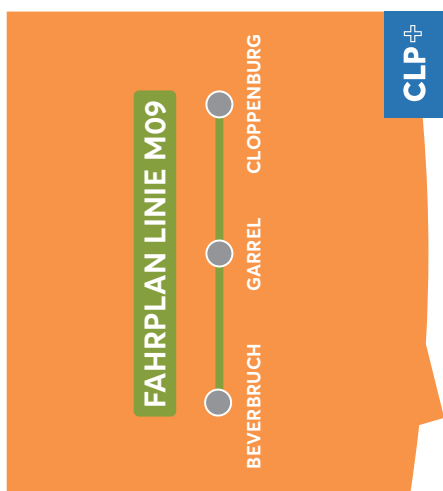 CLP+
FAHRPLAN LINIE M09
BEVERBRUCH
GARREL
CLOPPENBURG